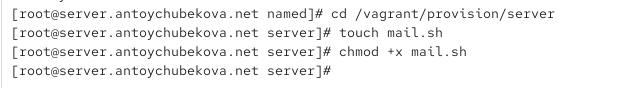 [root@server.antoychubekova.net named]# cd /vagrant/provision/server
[root@server.antoychubekova.net server]# touch mail.sh
[root@server.antoychubekova.net server]# chmod +x mail.sh
[root@server.antoychubekova.net server]#